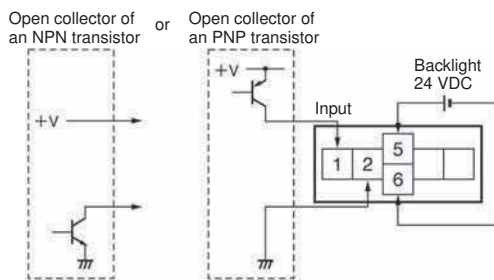 Open collector of
an NPN transistor
or
Open collector of
an PNP transistor
+V
+V
Input
Backlight
24 VDC
1 2 5
6